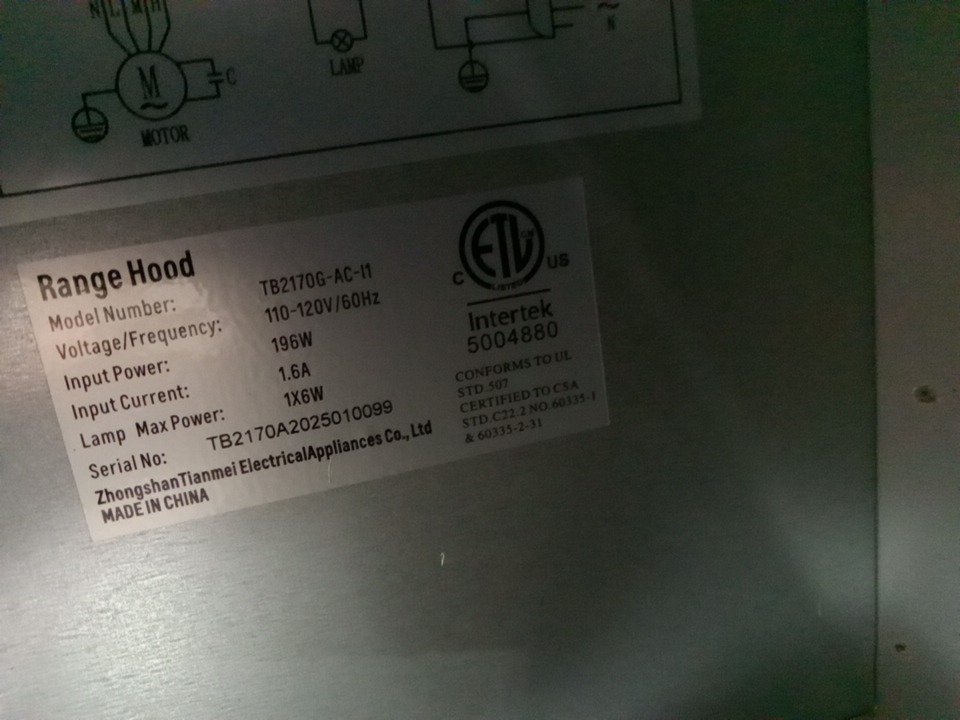 N L M H
M
C
MOTOR
LAMP
N
Range Hood
Model Number: TB2170G-AC-I1
Voltage/Frequency: 110-120V/60Hz
Input Power: 196W
Input Current: 1.6A
Lamp Max Power: 1X6W
Serial No: TB2170A2025010099
ZhongshanTianmei ElectricalAppliances Co., Ltd
MADE IN CHINA
ETL
LISTED
C US
Intertek
5004880
CONFORMS TO UL
STD.507
CERTIFIED TO CSA
STD.C22.2 NO.60335-1
& 60335-2-31